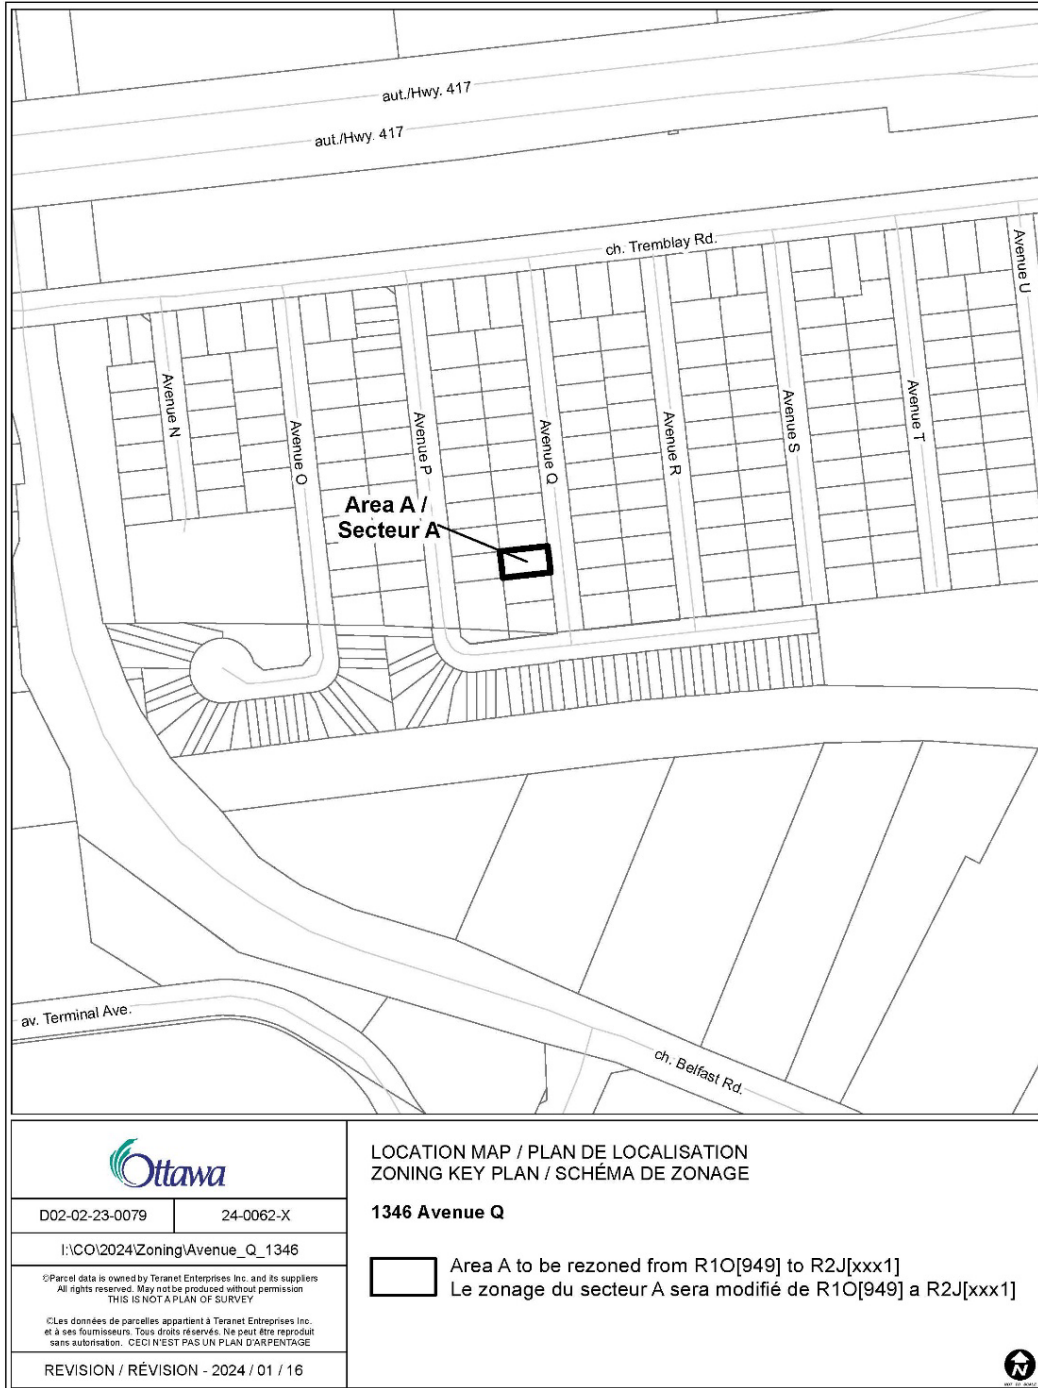 aut./Hwy. 417
aut./Hwy. 417
ch. Tremblay Rd.
Avenue U
Avenue N
Avenue O
Avenue P
Avenue Q
Avenue R
Avenue S
Avenue T
Area A /
Secteur A
av. Terminal Ave.
ch. Belfast Rd.
Ottawa
D02-02-23-0079
24-0062-X
I:\CO\2024\Zoning\Avenue_Q_1346
©Parcel data is owned by Teranet Enterprises Inc. and its suppliers
All rights reserved. May not be produced without permission
THIS IS NOT A PLAN OF SURVEY
©Les données de parcelles appartient à Teranet Entreprises Inc.
et à ses fournisseurs. Tous droits réservés. Ne peut être reproduit
sans autorisation. CECI N'EST PAS UN PLAN D'ARPENTAGE
REVISION / RÉVISION - 2024 / 01 / 16
LOCATION MAP / PLAN DE LOCALISATION
ZONING KEY PLAN / SCHÉMA DE ZONAGE
1346 Avenue Q
Area A to be rezoned from R1O[949] to R2J[xxx1]
Le zonage du secteur A sera modifié de R1O[949] a R2J[xxx1]
N
NOT TO SCALE